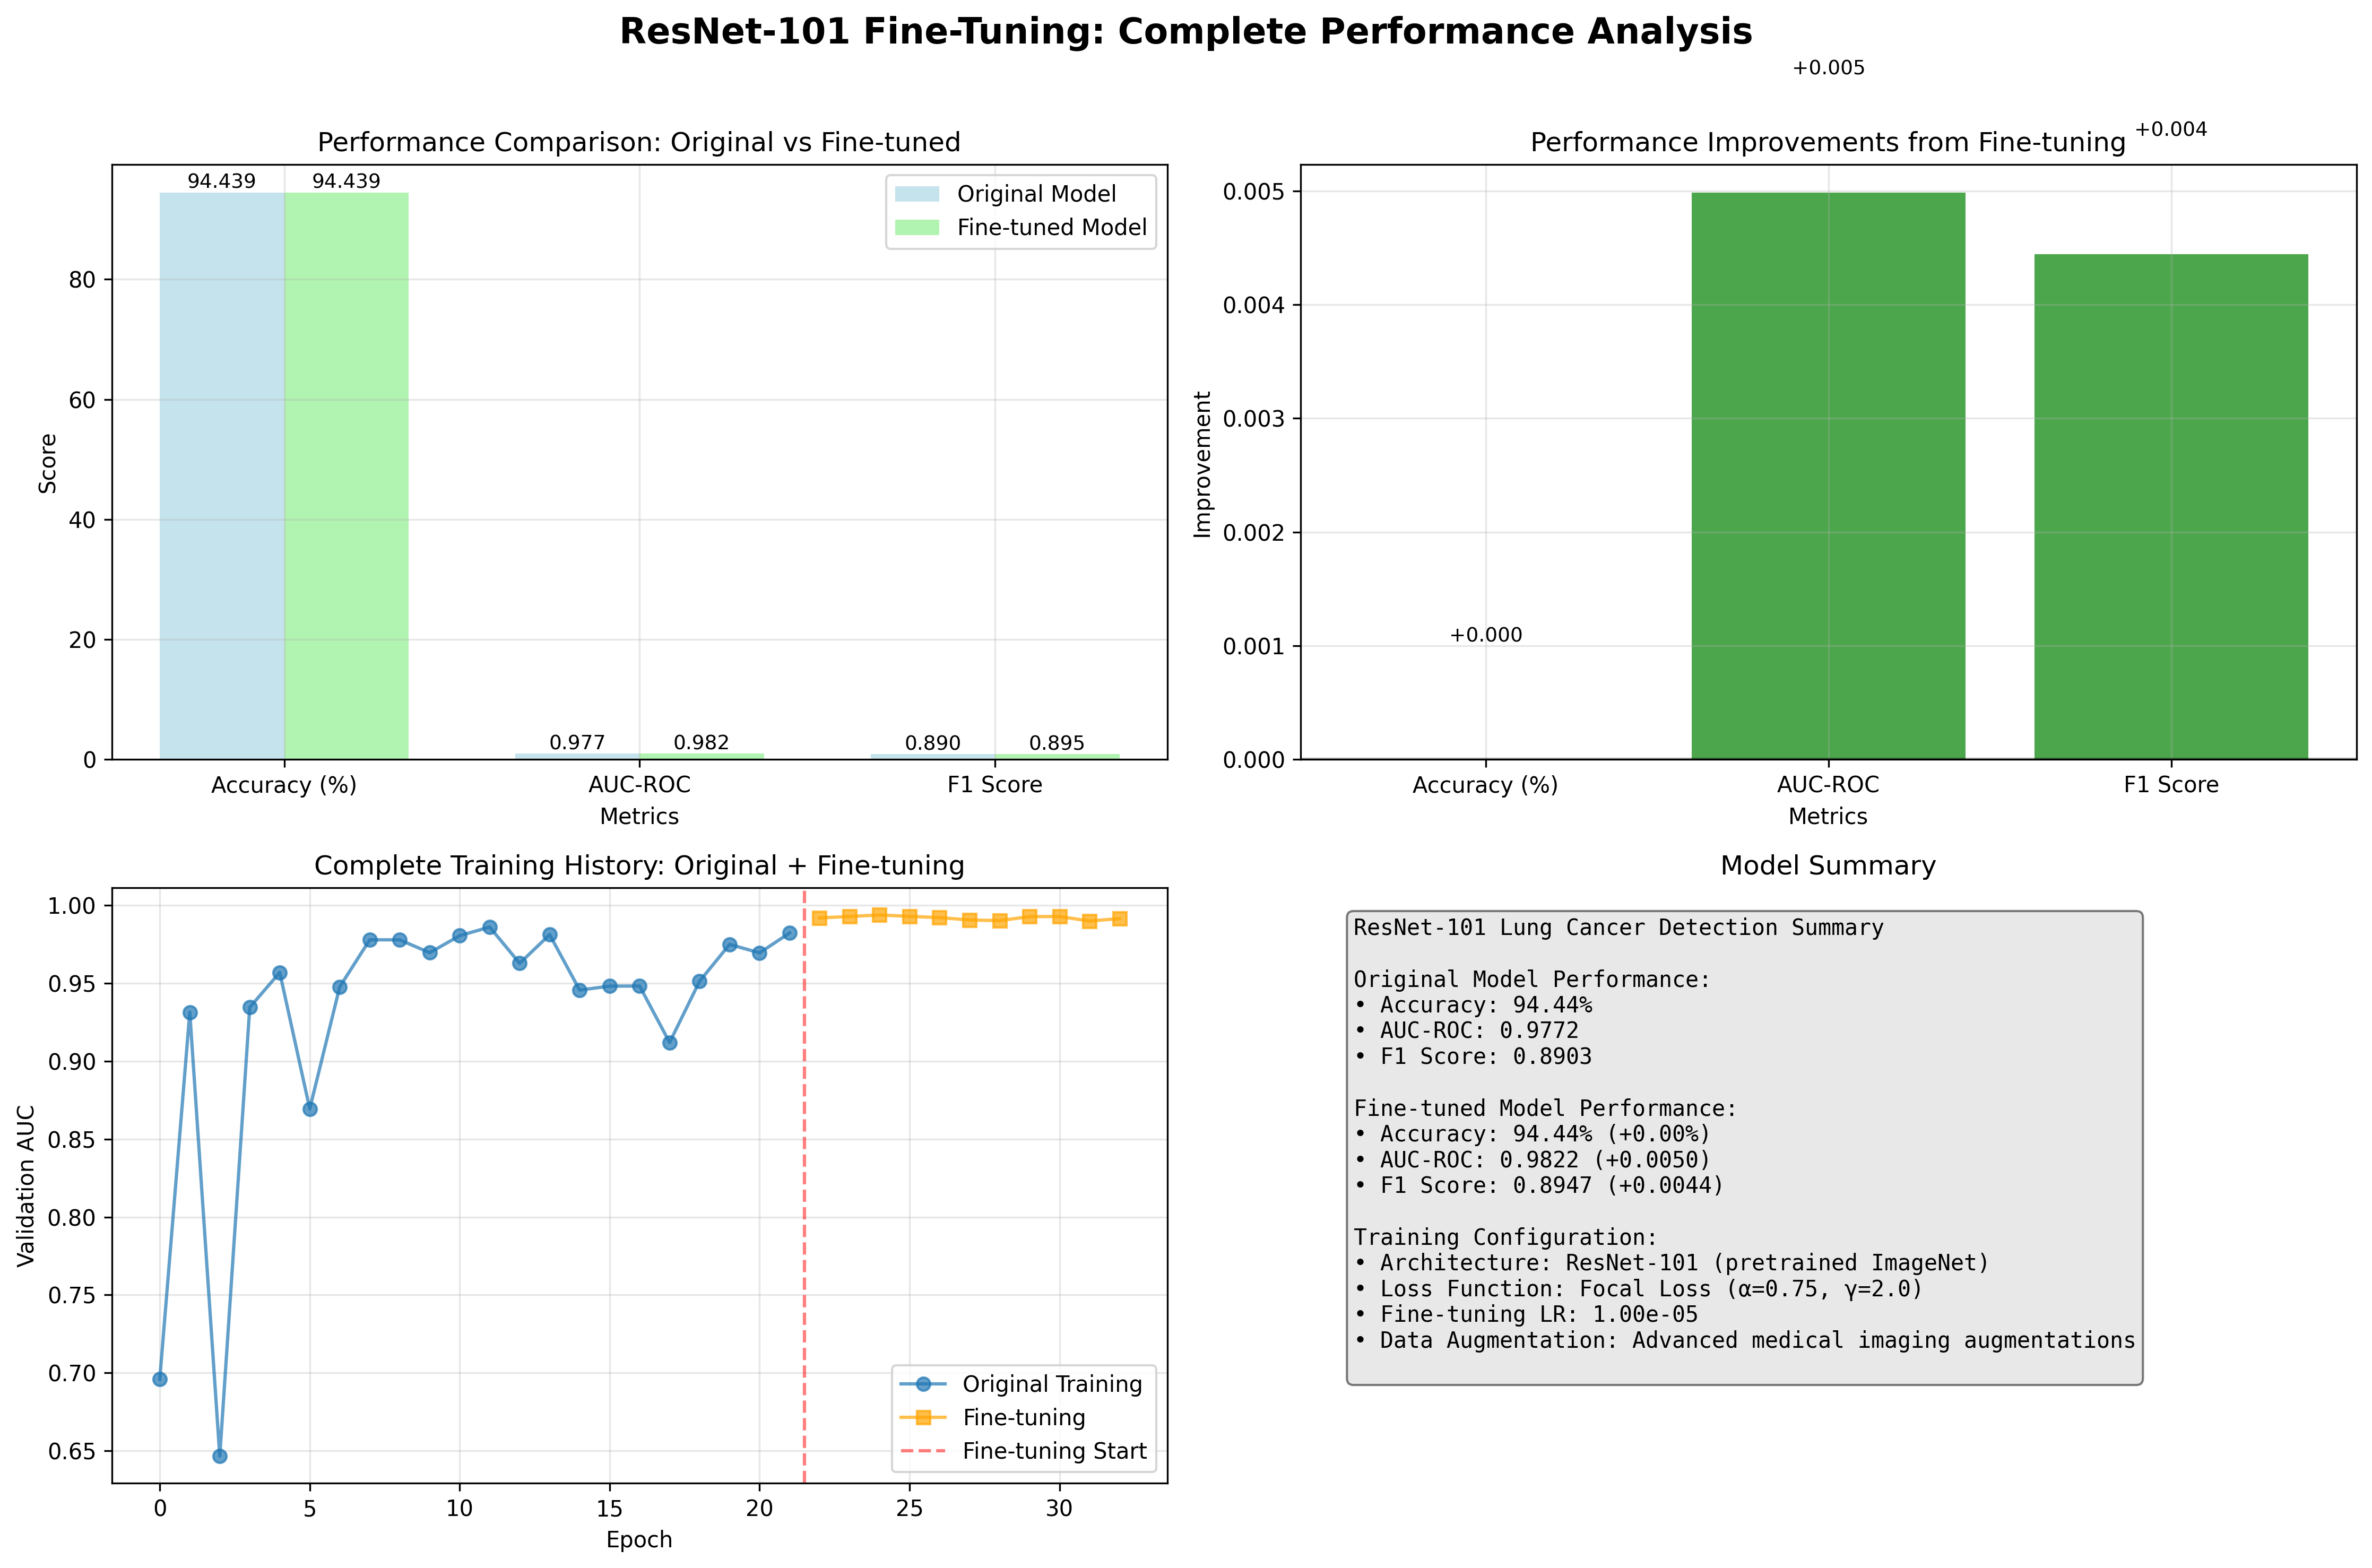 ResNet-101 Fine-Tuning: Complete Performance Analysis
Performance Comparison: Original vs Fine-tuned
94.439
94.439
Original Model
Fine-tuned Model
80
60
40
20
0
Score
0.977
0.982
0.890
0.895
Accuracy (%)
AUC-ROC
F1 Score
Metrics
+0.005
Performance Improvements from Fine-tuning
+0.004
0.005
0.004
0.003
0.002
0.001
0.000
Improvement
+0.000
Accuracy (%)
AUC-ROC
F1 Score
Metrics
Complete Training History: Original + Fine-tuning
1.00
0.95
0.90
0.85
0.80
0.75
0.70
0.65
Validation AUC
Original Training
Fine-tuning
Fine-tuning Start
0
5
10
15
20
25
30
Epoch
Model Summary
ResNet-101 Lung Cancer Detection Summary
Original Model Performance:
• Accuracy: 94.44%
• AUC-ROC: 0.9772
• F1 Score: 0.8903
Fine-tuned Model Performance:
• Accuracy: 94.44% (+0.00%)
• AUC-ROC: 0.9822 (+0.0050)
• F1 Score: 0.8947 (+0.0044)
Training Configuration:
• Architecture: ResNet-101 (pretrained ImageNet)
• Loss Function: Focal Loss (α=0.75, γ=2.0)
• Fine-tuning LR: 1.00e-05
• Data Augmentation: Advanced medical imaging augmentations